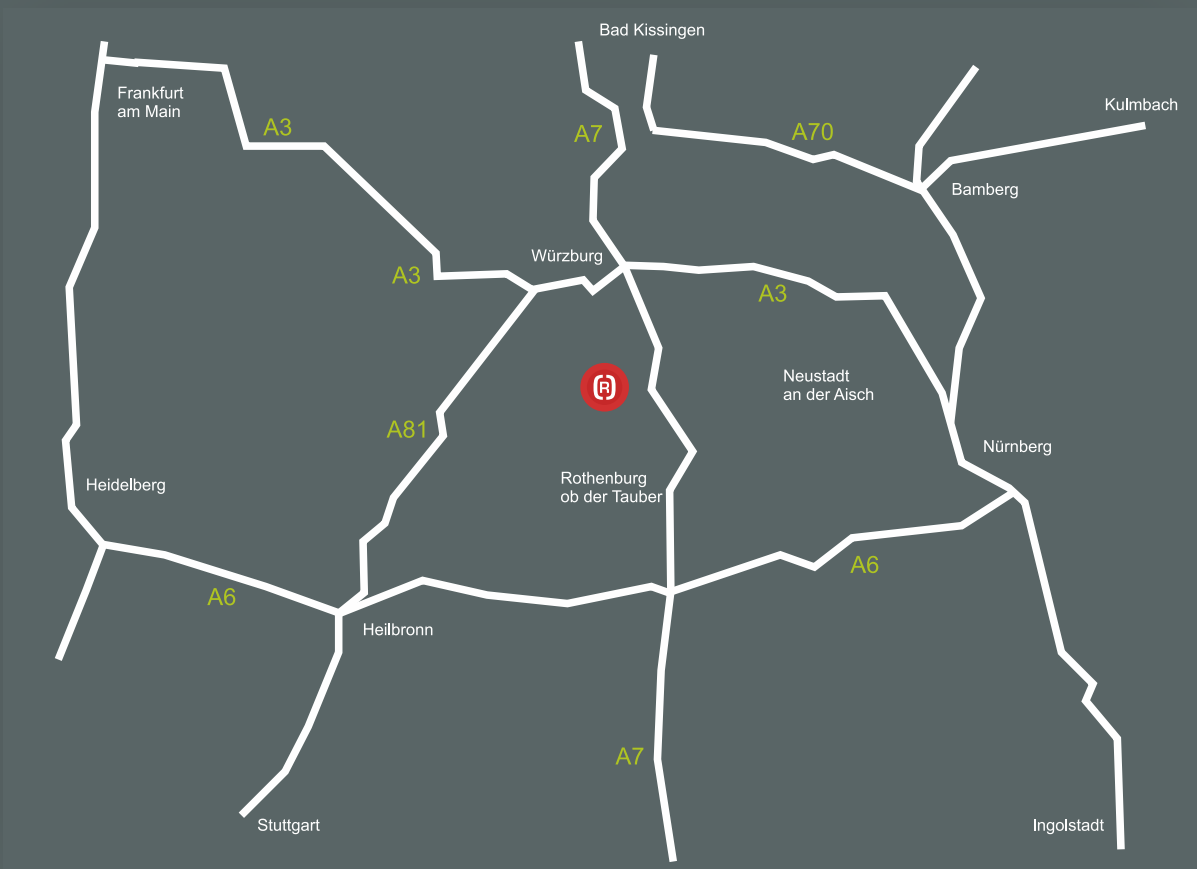 Bad Kissingen
Frankfurt
am Main
Kulmbach
A3
A7
A70
Bamberg
Würzburg
A3
A3
Neustadt
an der Aisch
R
A81
Nürnberg
Heidelberg
Rothenburg
ob der Tauber
A6
A6
Heilbronn
A7
Stuttgart
Ingolstadt